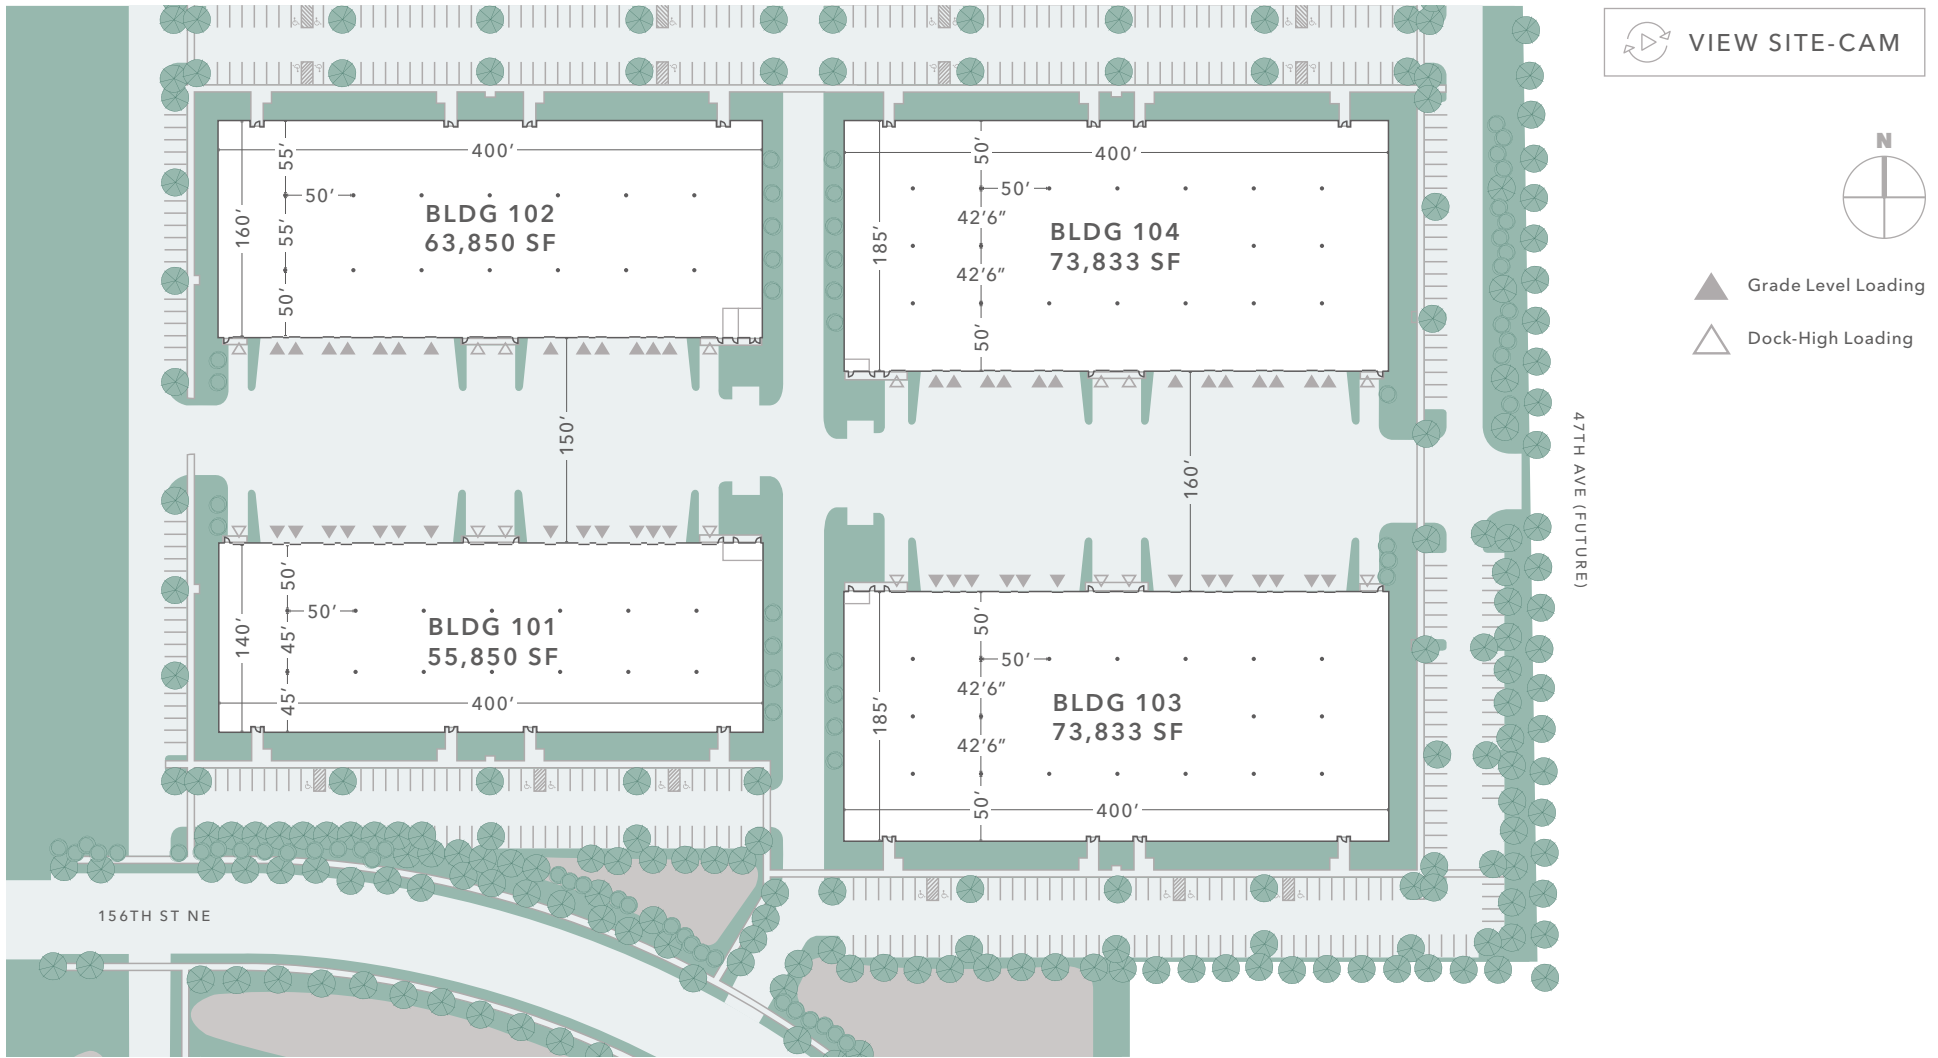 VIEW SITE-CAM
N
Grade Level Loading
Dock-High Loading
55’
400’
50’
160’
BLDG 102
63,850 SF
55’
50’
50’
400’
50’
42’6”
185’
BLDG 104
73,833 SF
42’6”
50’
150’
160’
47TH AVE (FUTURE)
50’
50’
140’
45’
BLDG 101
55,850 SF
45’
400’
50’
50’
42’6”
185’
BLDG 103
73,833 SF
42’6”
50’
400’
156TH ST NE